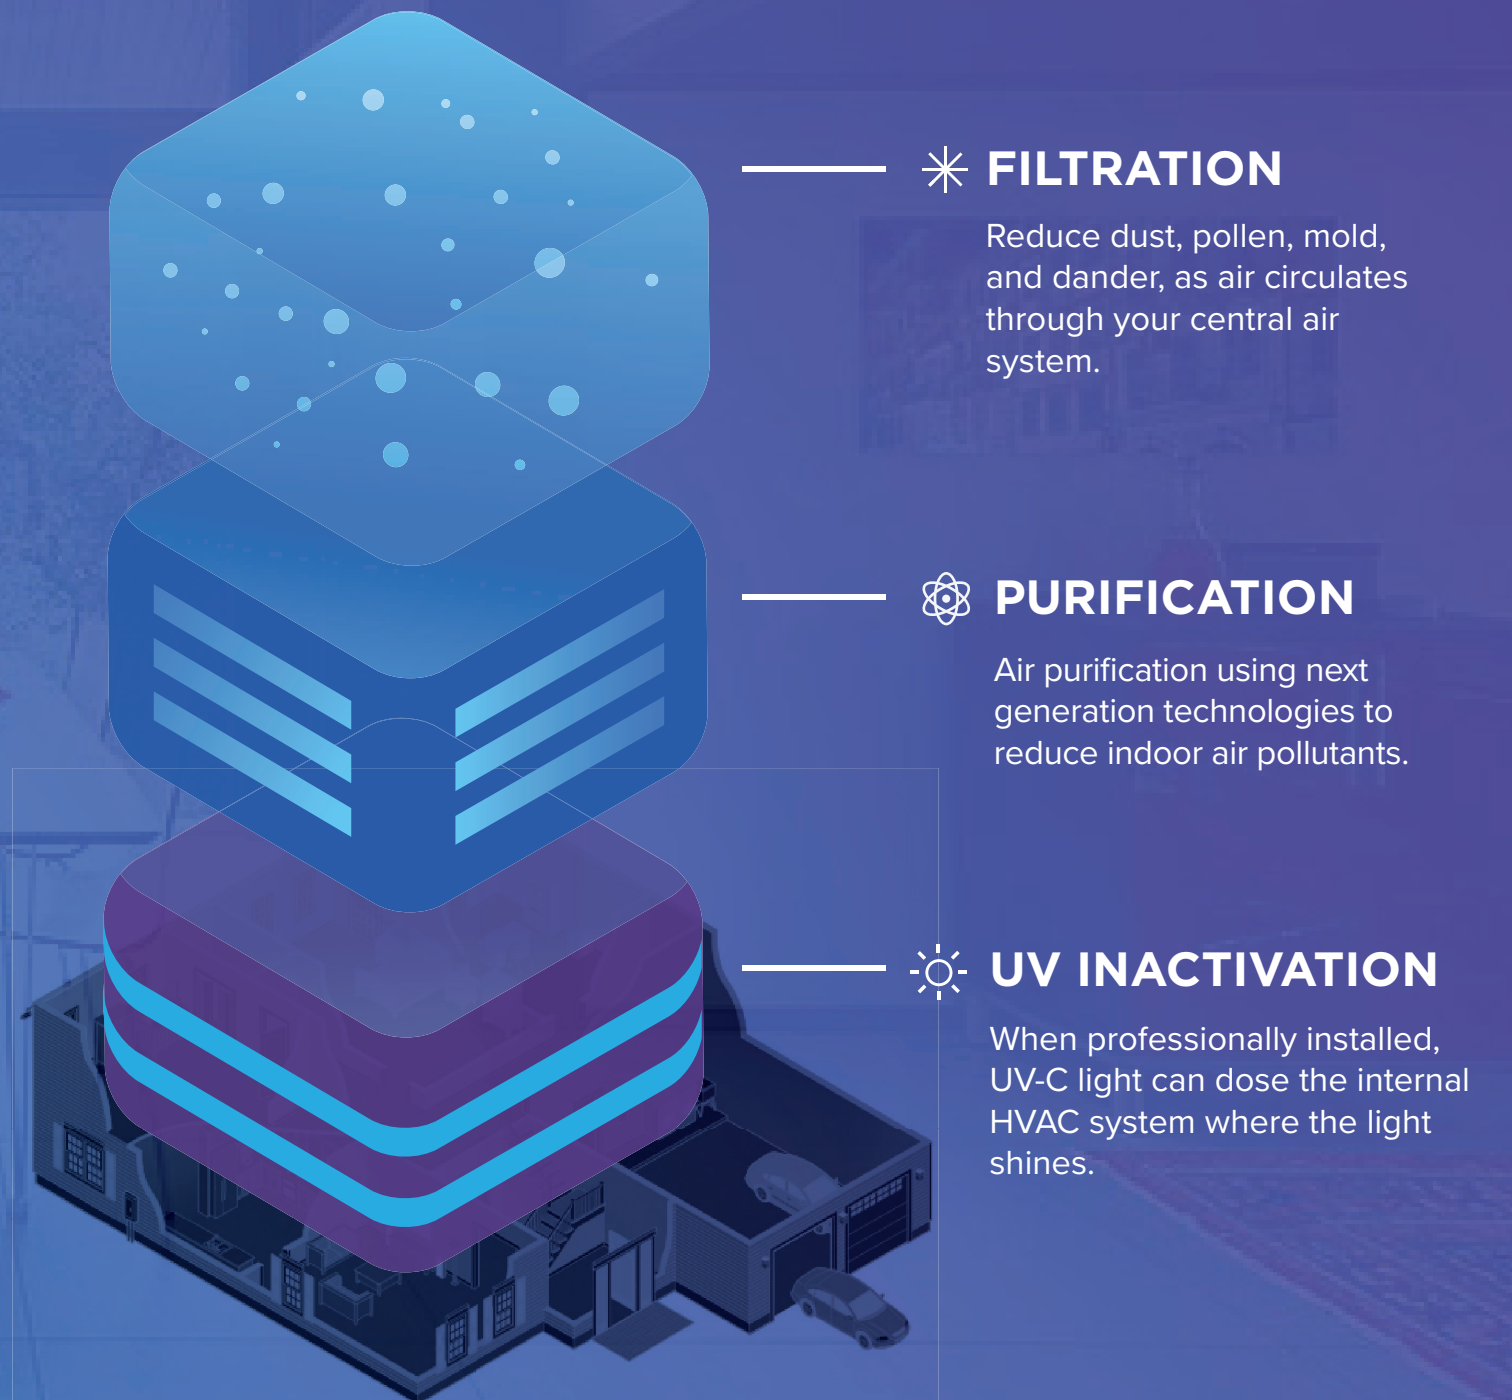 FILTRATION
Reduce dust, pollen, mold,
and dander, as air circulates
through your central air
system.
PURIFICATION
Air purification using next
generation technologies to
reduce indoor air pollutants.
UV INACTIVATION
When professionally installed,
UV-C light can dose the internal
HVAC system where the light
shines.